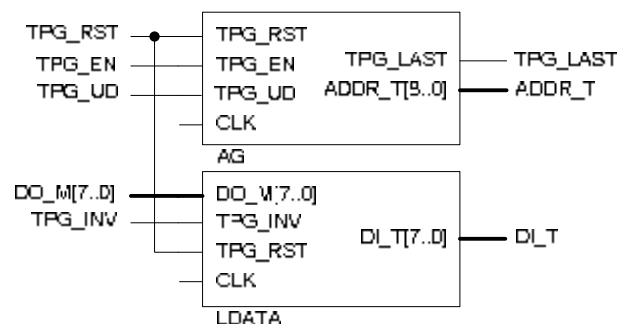 TPG_RST
TPG_EN
TPG_UD
TPG_RST
TPG_EN
TPG_UD
CLK
TPG_LAST
ADDR_T[9..0]
TPG_LAST
ADDR_T
AG
DO_M[7..0]
TPG_INV
DO_M[7..0]
TPG_INV
TPG_RST
CLK
DI_T[7..0]
DI_T
LDATA